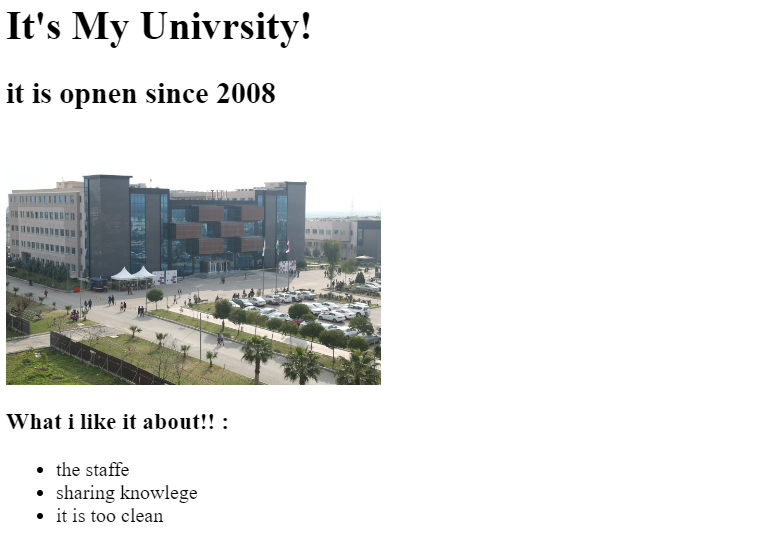 It's My Univrsity!
it is opnen since 2008
What i like it about!! :
the staffe
sharing knowlege
it is too clean